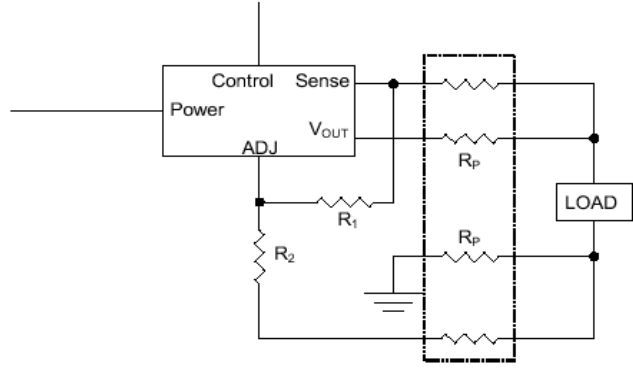 Control Sense
Power
VOUT
ADJ
RP
R1
LOAD
RP
R2